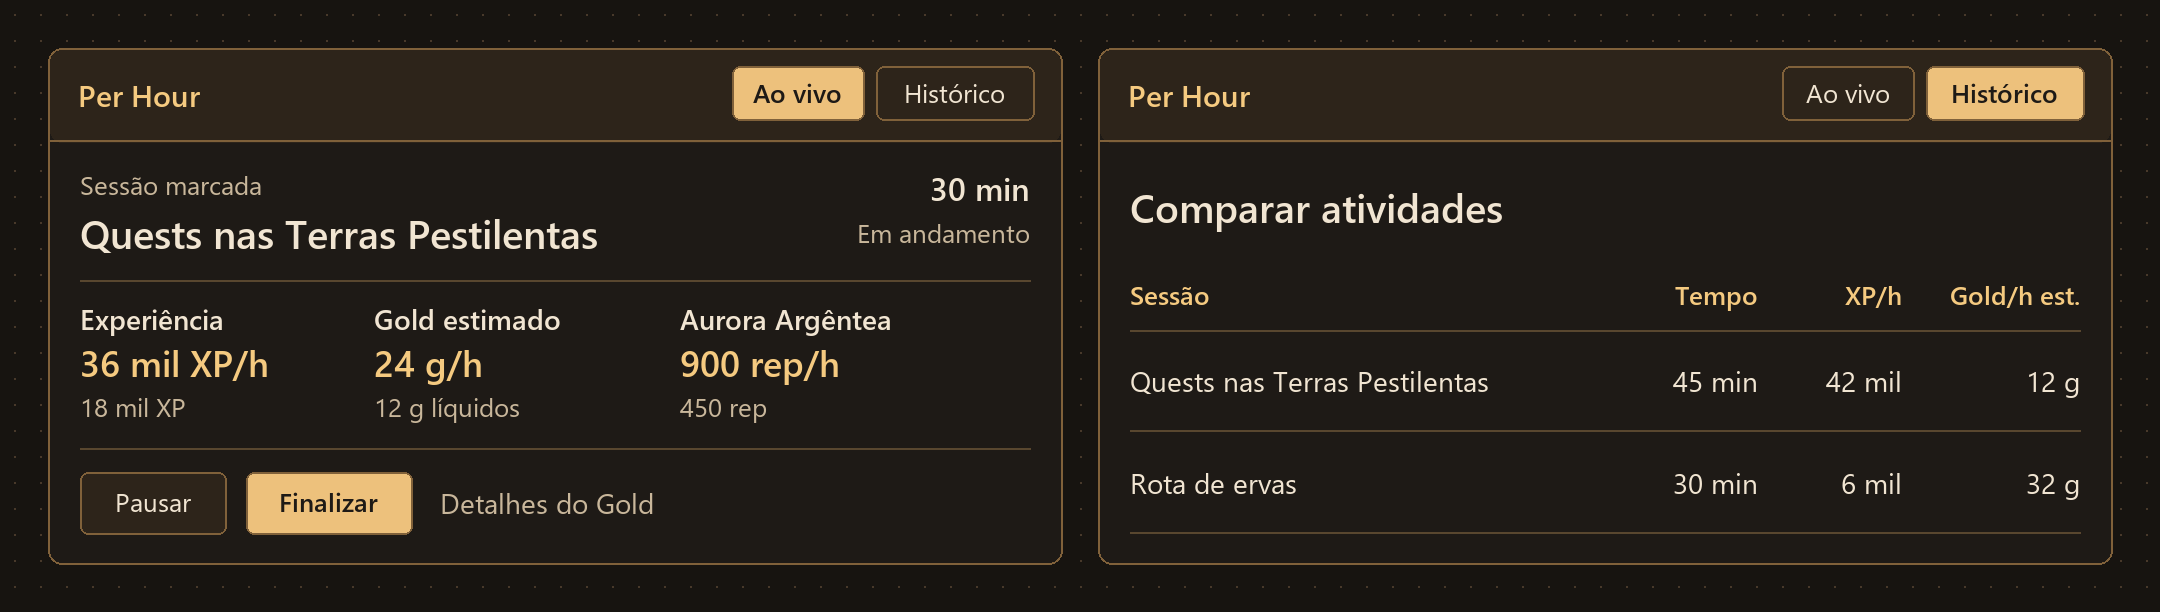 Per Hour
Ao vivo
Histórico
Sessão marcada
30 min
Quests nas Terras Pestilentas
Em andamento
Experiência
Gold estimado
Aurora Argêntea
36 mil XP/h
24 g/h
900 rep/h
18 mil XP
12 g líquidos
450 rep
Pausar
Finalizar
Detalhes do Gold
Per Hour
Ao vivo
Histórico
Comparar atividades
Sessão
Tempo
XP/h
Gold/h est.
Quests nas Terras Pestilentas
45 min
42 mil
12 g
Rota de ervas
30 min
6 mil
32 g